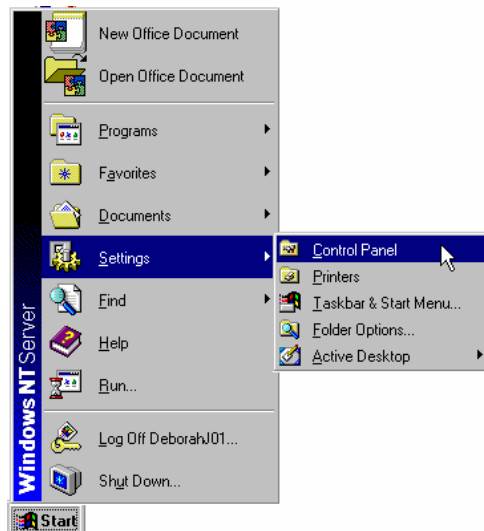 New Office Document
Open Office Document
Programs
Favorites
Documents
Settings
Find
Help
Run...
Log Off DeborahJ01...
Shut Down...
Control Panel
Printers
Taskbar & Start Menu...
Folder Options...
Active Desktop
Windows NT Server
Start